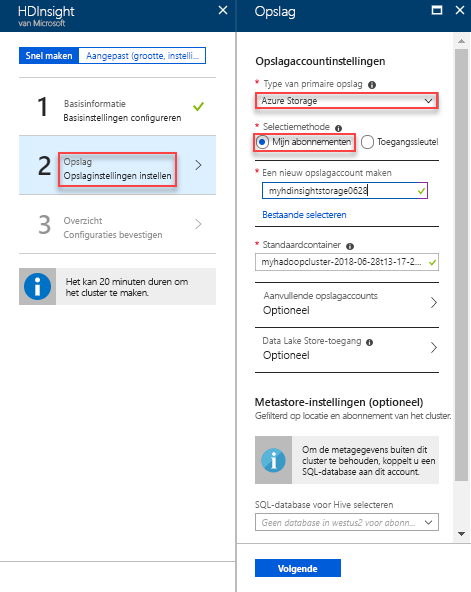 HDInsight
van Microsoft
Snel maken
Aangepast (grootte, instelli...
1
Basisinformatie
Basisinstellingen configureren
2
Opslag
Opslaginstellingen instellen
3
Overzicht
Configuraties bevestigen
Het kan 20 minuten duren om
het cluster te maken.
Opslag
Opslagaccountinstellingen
* Type van primaire opslag
Azure Storage
* Selectiemethode
Mijn abonnementen
Toegangssleutel
* Een nieuw opslagaccount maken
myhdinsightstorage0628
Bestaande selecteren
* Standaardcontainer
myhadoopcluster-2018-06-28t13-17-2...
Aanvullende opslagaccounts
Optioneel
Data Lake Store-toegang
Optioneel
Metastore-instellingen (optioneel)
Gefilterd op locatie en abonnement van het cluster.
Om de metagegevens buiten dit
cluster te behouden, koppelt u een
SQL-database aan dit account.
SQL-database voor Hive selecteren
Geen database in westus2 voor abonn...
Volgende